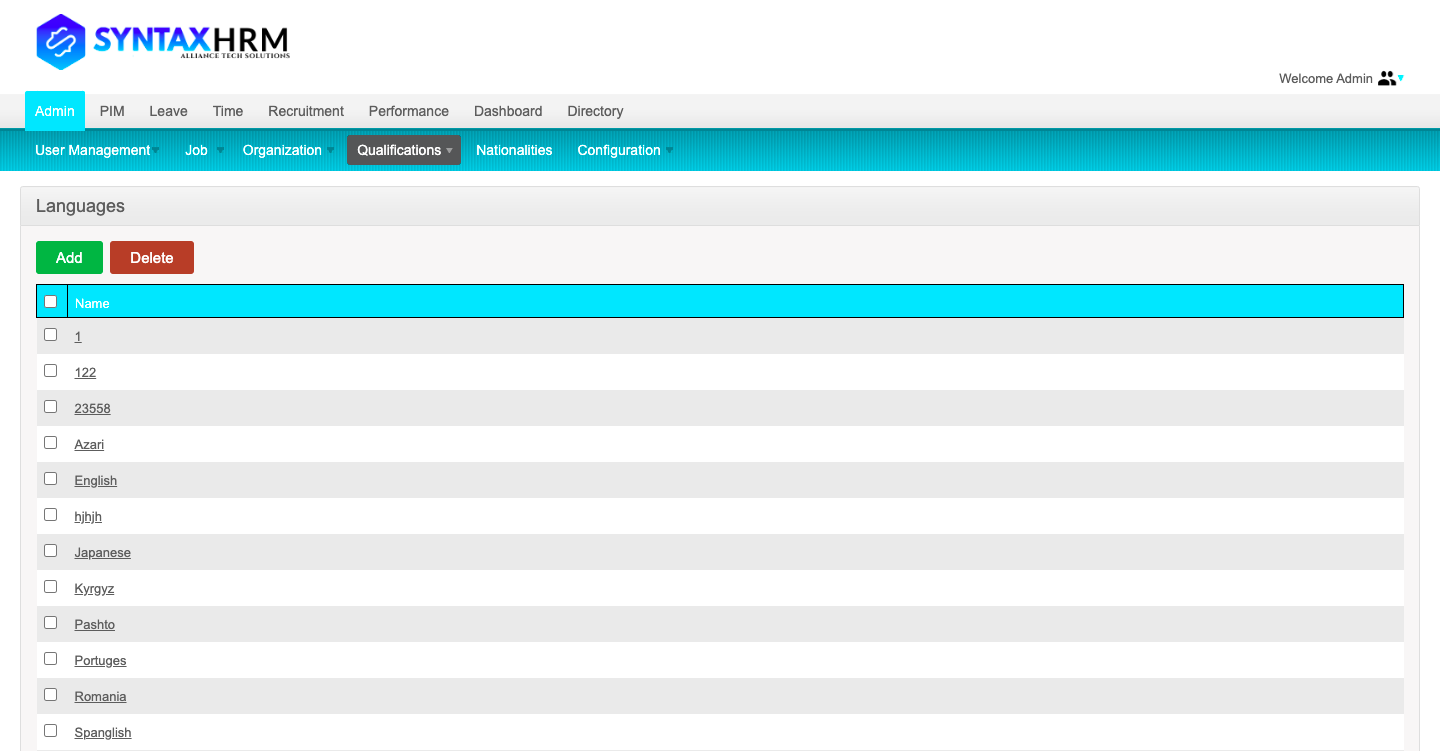 SYNTAXHRM
ALLIANCE TECH SOLUTIONS
Welcome Admin
Admin PIM Leave Time Recruitment Performance Dashboard Directory
User Management Job Organization Qualifications Nationalities Configuration
Languages
Add Delete
Name
1
122
23558
Azari
English
hjhjh
Japanese
Kyrgyz
Pashto
Portuges
Romania
Spanglish